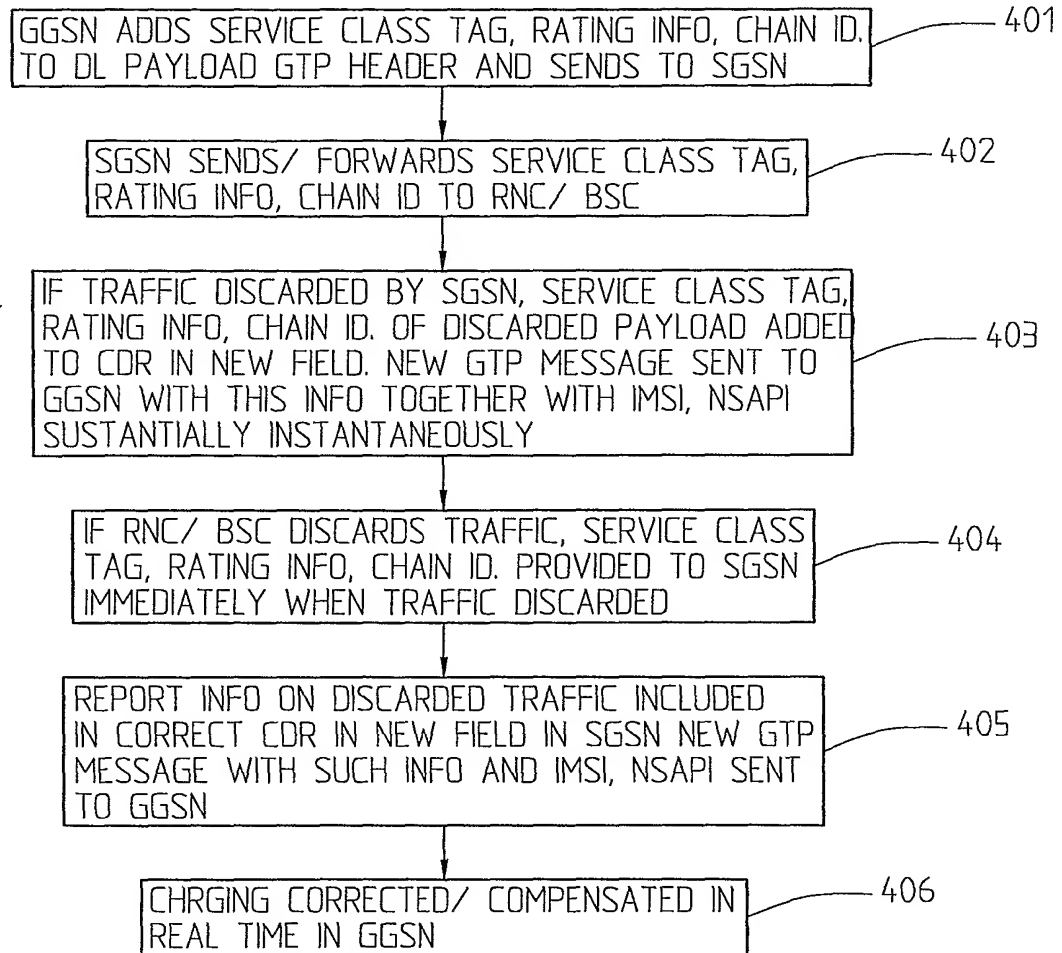 GGSN ADDS SERVICE CLASS TAG, RATING INFO, CHAIN ID.
TO DL PAYLOAD GTP HEADER AND SENDS TO SGSN
401
SGSN SENDS/ FORWARDS SERVICE CLASS TAG,
RATING INFO, CHAIN ID TO RNC/ BSC
402
IF TRAFFIC DISCARDED BY SGSN, SERVICE CLASS TAG,
RATING INFO, CHAIN ID. OF DISCARDED PAYLOAD ADDED
TO CDR IN NEW FIELD. NEW GTP MESSAGE SENT TO
GGSN WITH THIS INFO TOGETHER WITH IMSI, NSAPI
SUSTANTIALLY INSTANTANEOUSLY
403
IF RNC/ BSC DISCARDS TRAFFIC, SERVICE CLASS
TAG, RATING INFO, CHAIN ID. PROVIDED TO SGSN
IMMEDIATELY WHEN TRAFFIC DISCARDED
404
REPORT INFO ON DISCARDED TRAFFIC INCLUDED
IN CORRECT CDR IN NEW FIELD IN SGSN NEW GTP
MESSAGE WITH SUCH INFO AND IMSI, NSAPI SENT
TO GGSN
405
CHRGING CORRECTED/ COMPENSATED IN
REAL TIME IN GGSN
406